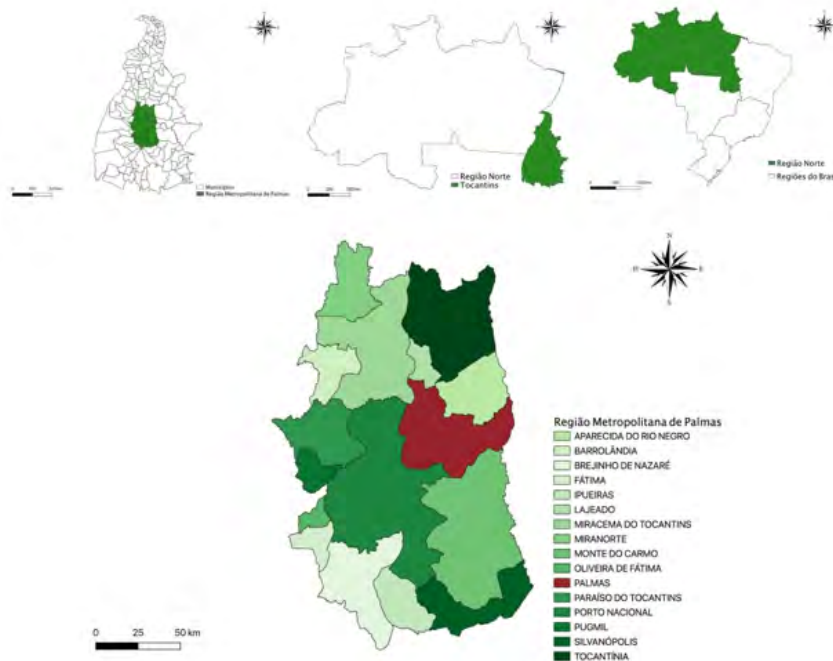 Municípios
Região Metropolitana de Palmas
Região Norte
Tocantins
Região Norte
Regiões do Bras
N
E
S
Região Metropolitana de Palmas
APARECIDA DO RIO NEGRO
BARROLÂNDIA
BREJINHO DE NAZARÉ
FÁTIMA
IPUEIRAS
LAJEADO
MIRACEMA DO TOCANTINS
MIRANORTE
MONTE DO CARMO
OLIVEIRA DE FÁTIMA
PALMAS
PARAÍSO DO TOCANTINS
PORTO NACIONAL
PUGMIL
SILVANÓPOLIS
TOCANTÍNIA
0 25 50 km